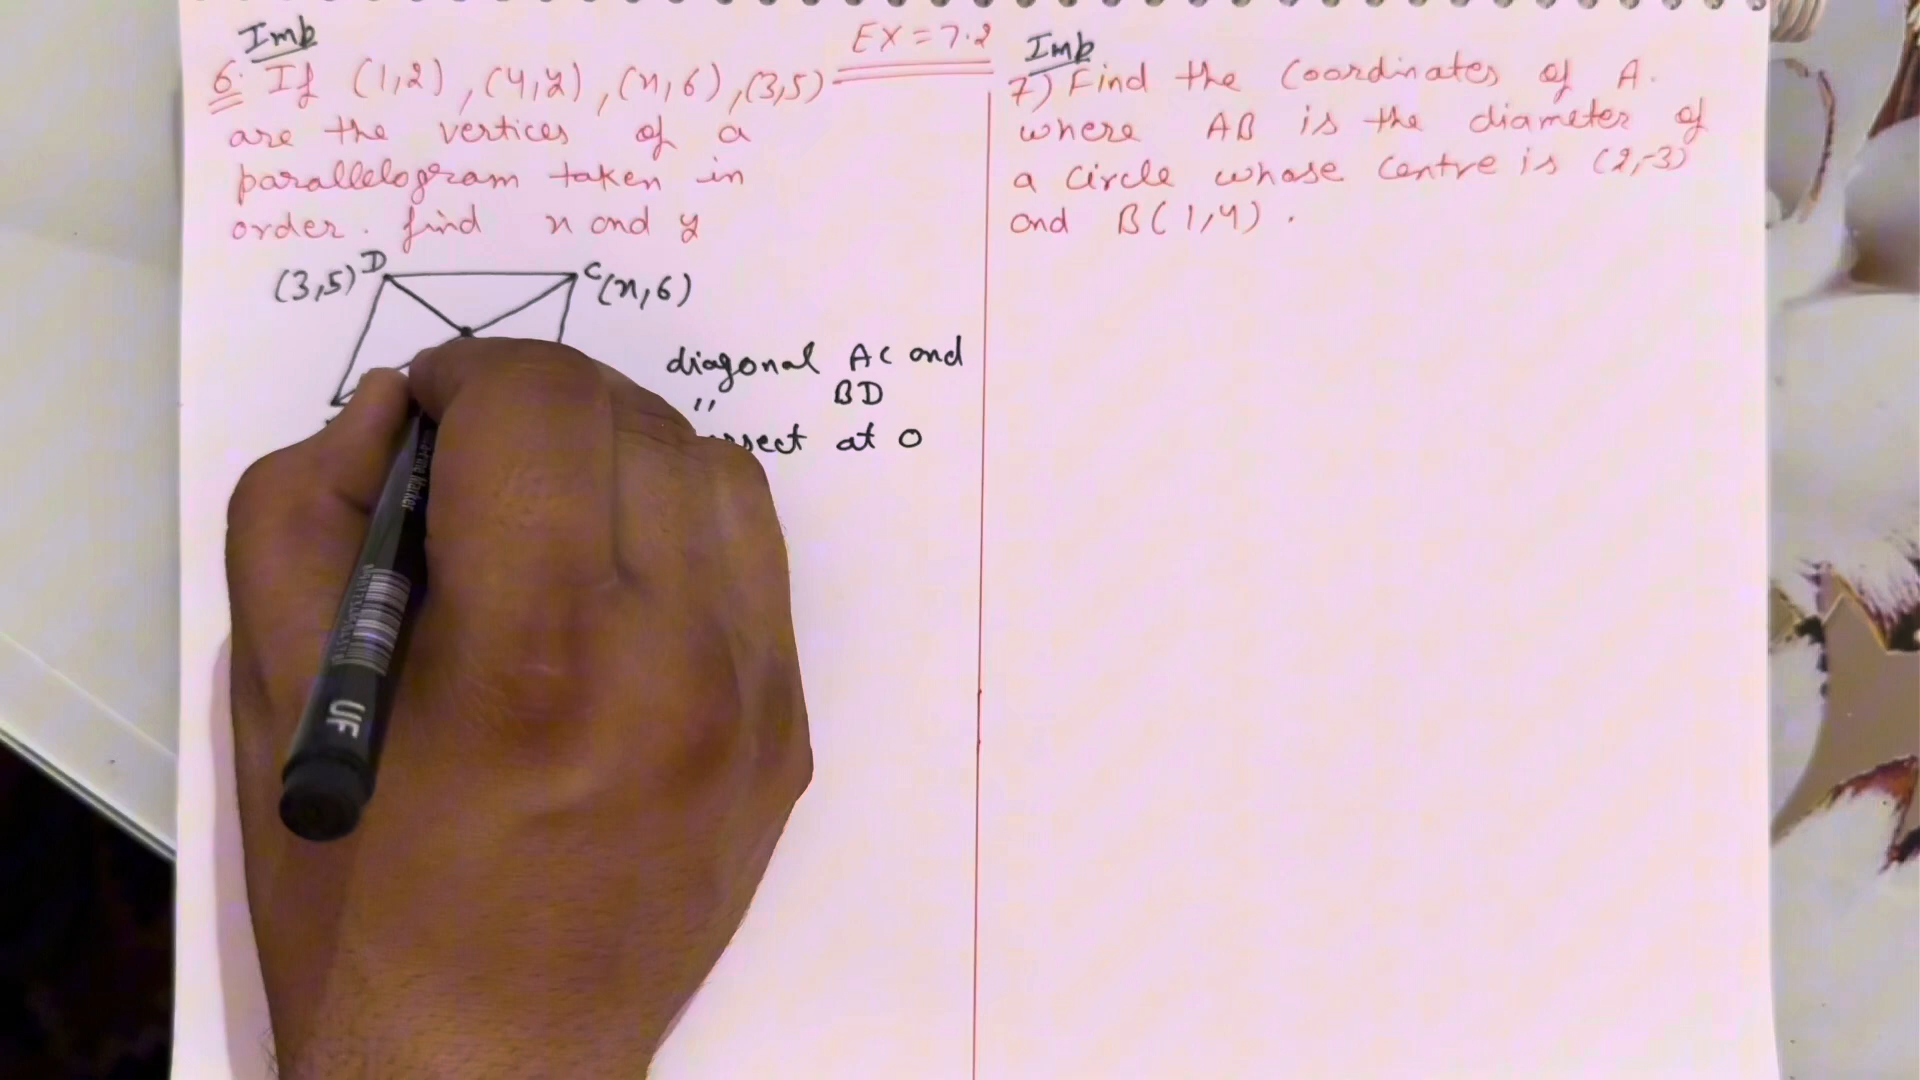 Imp
EX = 7.2
6. If (1,2), (4,y), (x,6), (3,5)
are the vertices of a
parallelogram taken in
order. find x and y
(3,5) D
C (x,6)
diagonal AC and
" BD
at O
UF
Imp
7) Find the Coordinates of A.
where AB is the diameter of
a circle whose centre is (2,-3)
and B(1,4).